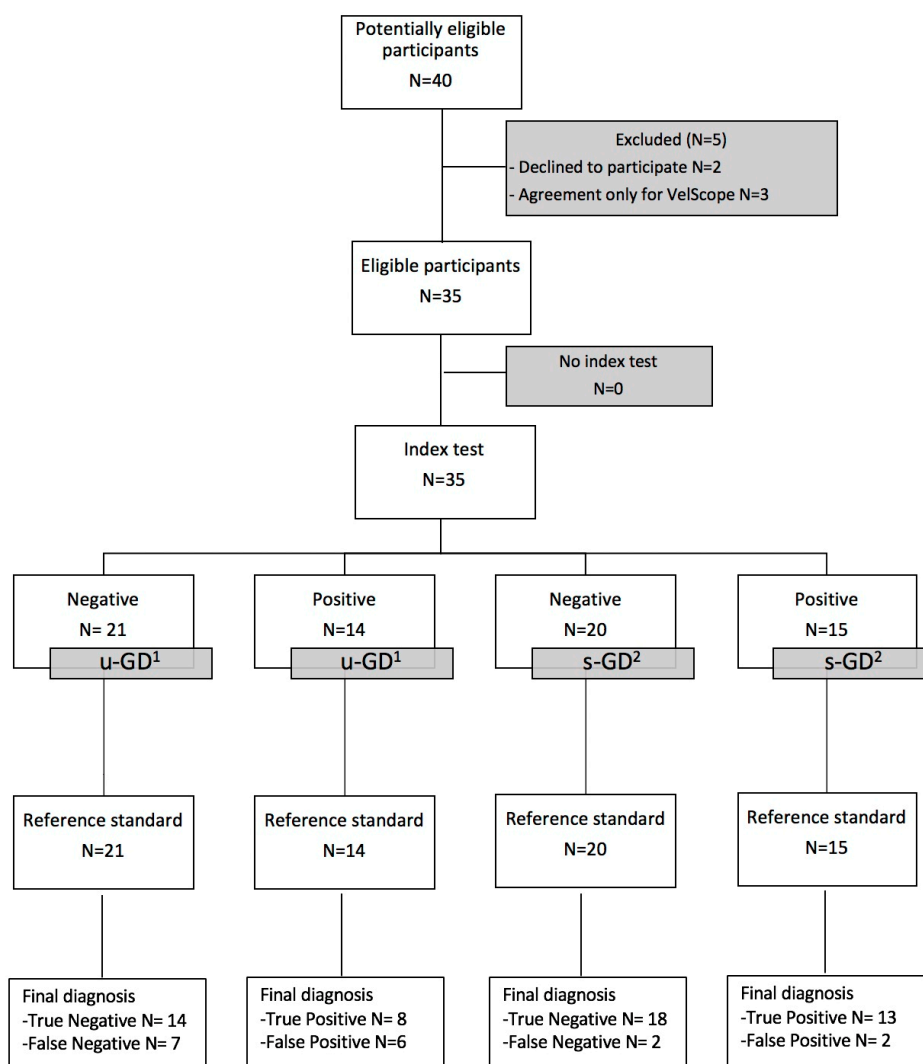 Potentially eligible
participants
N=40
Excluded (N=5)
- Declined to participate N=2
- Agreement only for VelScope N=3
Eligible participants
N=35
No index test
N=0
Index test
N=35
Negative
N= 21
u-GD¹
Positive
N=14
u-GD¹
Negative
N=20
s-GD²
Positive
N=15
s-GD²
Reference standard
N=21
Reference standard
N=14
Reference standard
N=20
Reference standard
N=15
Final diagnosis
-True Negative N= 14
-False Negative N= 7
Final diagnosis
-True Positive N= 8
-False Positive N=6
Final diagnosis
-True Negative N= 18
-False Negative N= 2
Final diagnosis
-True Positive N= 13
-False Positive N= 2